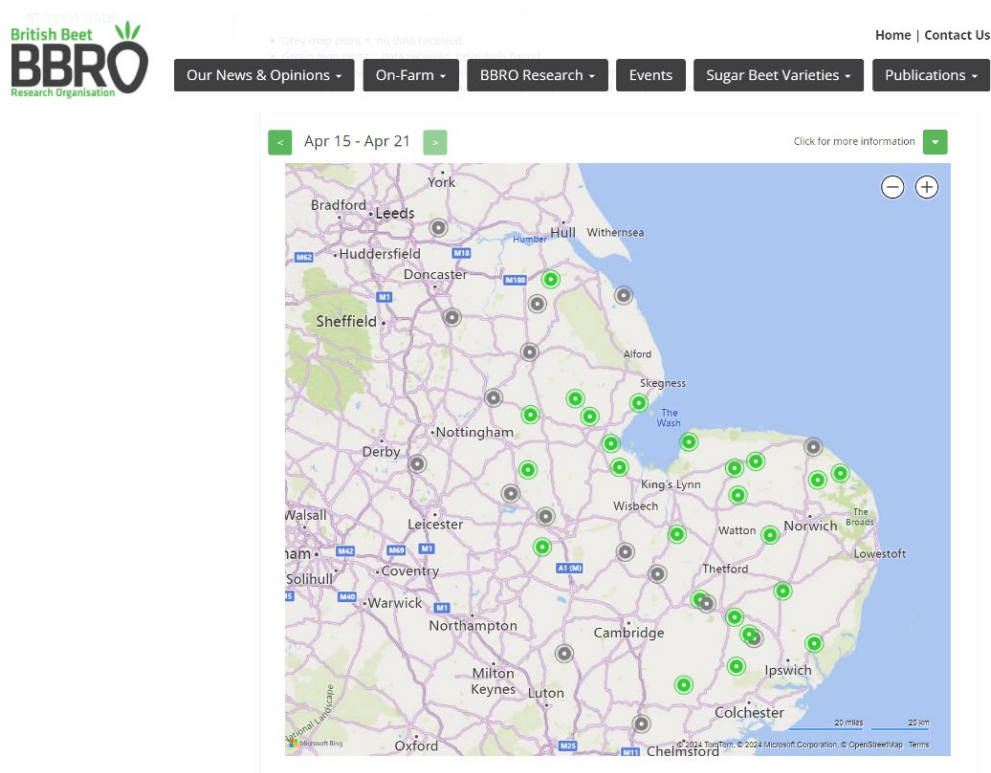 British Beet
BBRO
Research Organisation
Home | Contact Us
Grey map point = no data received
Our News & Opinions
On-Farm
BBRO Research
Events
Sugar Beet Varieties
Publications
<
Apr 15 - Apr 21
>
Click for more information
York
Bradford
Leeds
Hull
Withernsea
Humber
M62
Huddersfield
M18
Doncaster
M180
M1
Sheffield
Alford
Skegness
The
Wash
Nottingham
Derby
King's Lynn
Wisbech
Walsall
Leicester
Watton
Norwich
The
Broads
ham
M42
M69
M1
Lowestoft
Solihull
Coventry
A1 (M)
Thetford
M40
Warwick
M1
Northampton
Cambridge
Milton
Keynes
Luton
Ipswich
National Landscape
Colchester
20 miles
25 km
Microsoft Bing
Oxford
M25
M11
Chelmsford
© 2024 TomTom, © 2024 Microsoft Corporation, © OpenStreetMap Terms